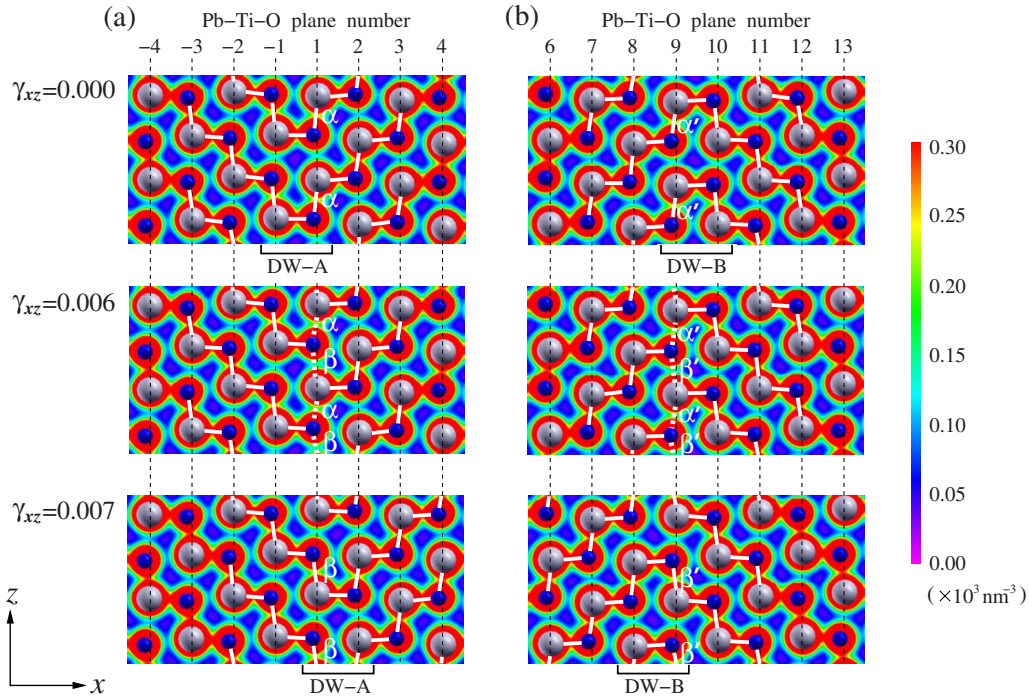 (a) Pb−Ti−O plane number
−4 −3 −2 −1 1 2 3 4
(b) Pb−Ti−O plane number
6 7 8 9 10 11 12 13
γxz=0.000
α
α
DW−A
α′
α′
DW−B
γxz=0.006
α
β
α
β
α′
β′
α′
β′
γxz=0.007
β
β
DW−A
β′
β′
DW−B
0.30
0.25
0.20
0.15
0.10
0.05
0.00
(×10³ nm⁻³)
z
x